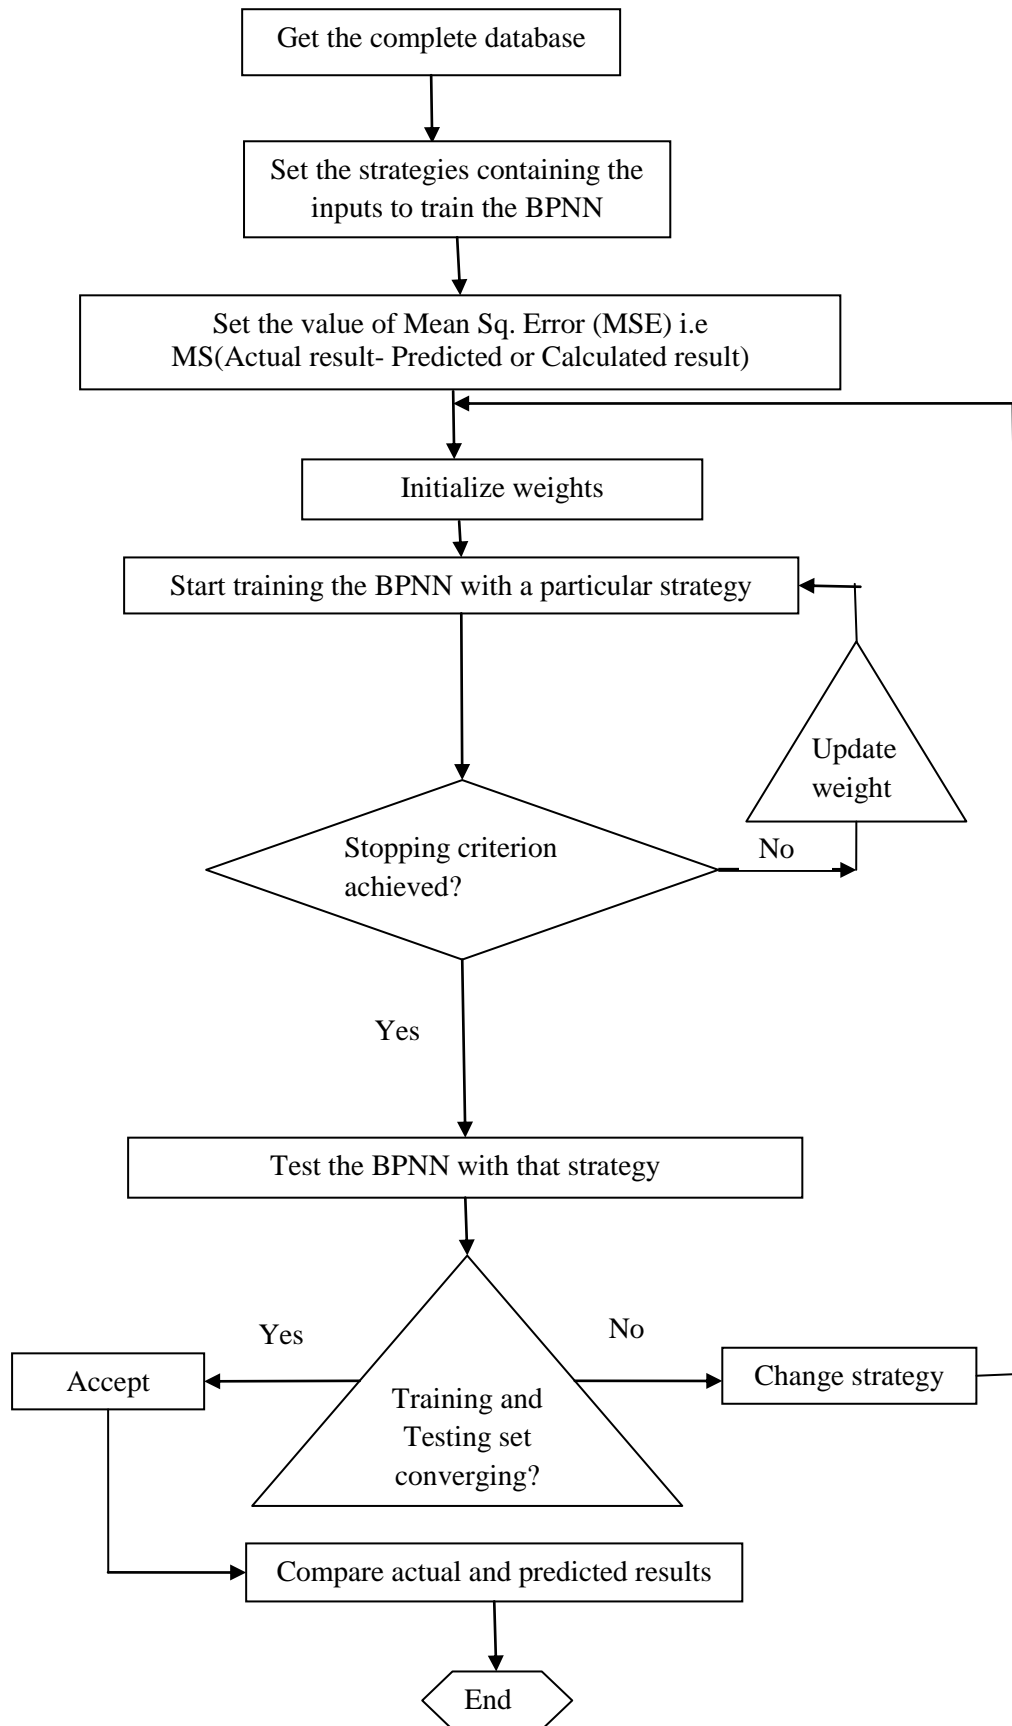 Get the complete database
Set the strategies containing the
inputs to train the BPNN
Set the value of Mean Sq. Error (MSE) i.e
MS(Actual result- Predicted or Calculated result)
Initialize weights
Start training the BPNN with a particular strategy
Update
weight
Stopping criterion
achieved?
No
Yes
Test the BPNN with that strategy
Yes
No
Accept
Change strategy
Training and
Testing set
converging?
Compare actual and predicted results
End